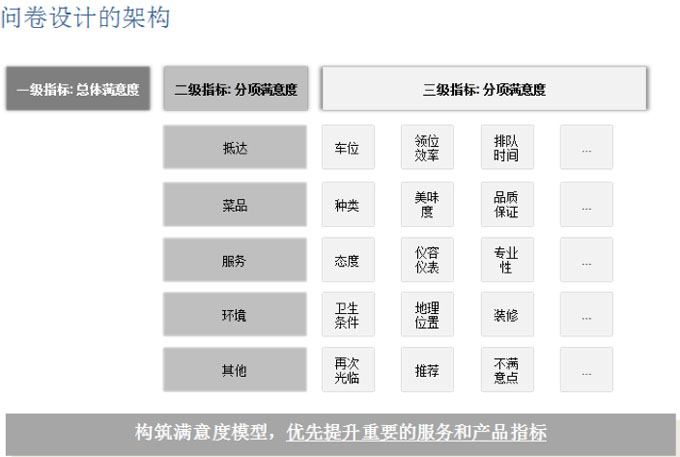 问卷设计的架构
一级指标: 总体满意度
二级指标: 分项满意度
三级指标: 分项满意度
抵达
车位
领位
效率
排队
时间
...
菜品
种类
美味
度
品质
保证
...
服务
态度
仪容
仪表
专业
性
...
环境
卫生
条件
地理
位置
装修
...
其他
再次
光临
推荐
不满
意点
...
构筑满意度模型，优先提升重要的服务和产品指标